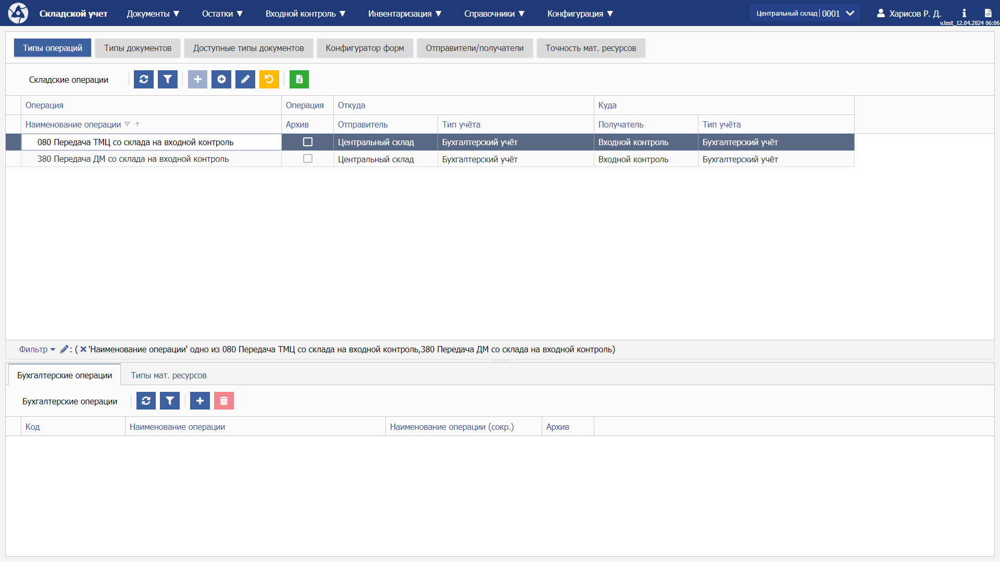 Складской учет Документы ▼ Остатки ▼ Входной контроль ▼ Инвентаризация ▼ Справочники ▼ Конфигурация ▼ Центральный склад | 0001 Харисов Р. Д.
v.test_12.04.2024 06:06
Типы операций Типы документов Доступные типы документов Конфигуратор форм Отправители/получатели Точность мат. ресурсов
Складские операции
Операция Операция Откуда Куда
Наименование операции Архив Отправитель Тип учёта Получатель Тип учёта
080 Передача ТМЦ со склада на входной контроль Центральный склад Бухгалтерский учёт Входной контроль Бухгалтерский учёт
380 Передача ДМ со склада на входной контроль Центральный склад Бухгалтерский учёт Входной контроль Бухгалтерский учёт
Фильтр : ( 'Наименование операции' одно из 080 Передача ТМЦ со склада на входной контроль,380 Передача ДМ со склада на входной контроль)
Бухгалтерские операции Типы мат. ресурсов
Бухгалтерские операции
Код Наименование операции Наименование операции (сокр.) Архив